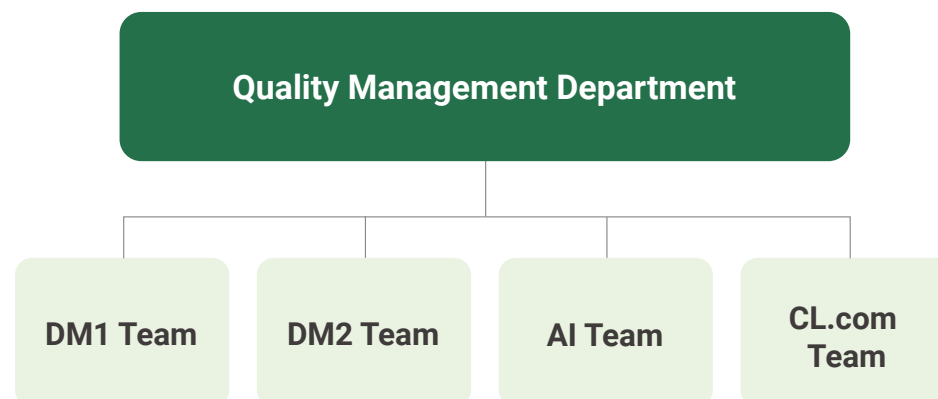 Quality Management Department
DM1 Team
DM2 Team
AI Team
CL.com
Team